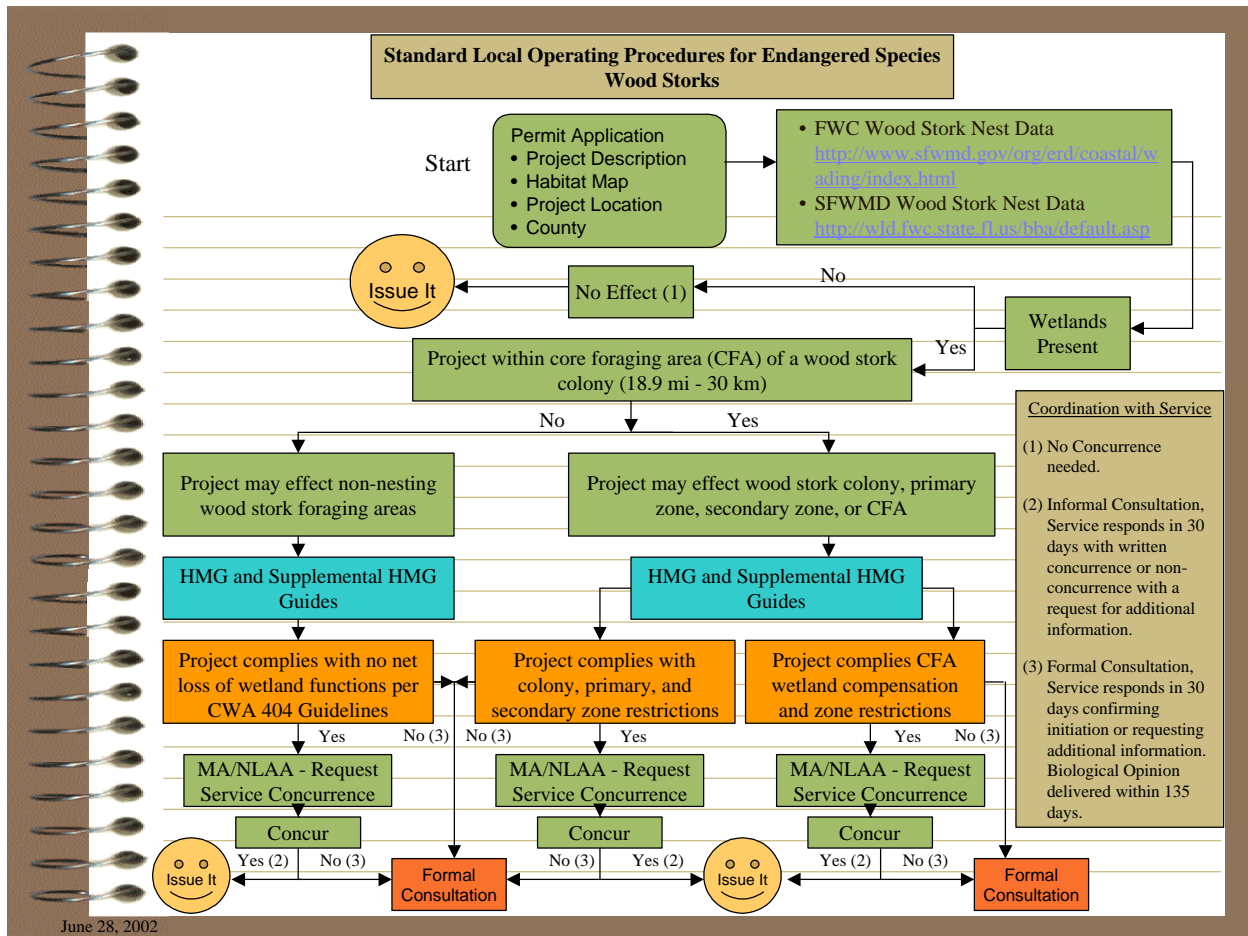 Standard Local Operating Procedures for Endangered Species
Wood Storks
Start
Permit Application
• Project Description
• Habitat Map
• Project Location
• County
• FWC Wood Stork Nest Data
http://www.sfwmd.gov/org/erd/coastal/w
ading/index.html
• SFWMD Wood Stork Nest Data
http://wld.fwc.state.fl.us/bba/default.asp
Issue It
No Effect (1)
No
Wetlands
Present
Yes
Project within core foraging area (CFA) of a wood stork
colony (18.9 mi - 30 km)
No
Yes
Project may effect non-nesting
wood stork foraging areas
Project may effect wood stork colony, primary
zone, secondary zone, or CFA
HMG and Supplemental HMG
Guides
HMG and Supplemental HMG
Guides
Project complies with no net
loss of wetland functions per
CWA 404 Guidelines
Project complies with
colony, primary, and
secondary zone restrictions
Project complies CFA
wetland compensation
and zone restrictions
Yes
No (3)
No (3)
Yes
Yes
No (3)
MA/NLAA - Request
Service Concurrence
MA/NLAA - Request
Service Concurrence
MA/NLAA - Request
Service Concurrence
Concur
Concur
Concur
Yes (2)
No (3)
No (3)
Yes (2)
Yes (2)
No (3)
Issue It
Formal
Consultation
Issue It
Formal
Consultation
Coordination with Service
(1) No Concurrence
needed.
(2) Informal Consultation,
Service responds in 30
days with written
concurrence or non-
concurrence with a
request for additional
information.
(3) Formal Consultation,
Service responds in 30
days confirming
initiation or requesting
additional information.
Biological Opinion
delivered within 135
days.
June 28, 2002